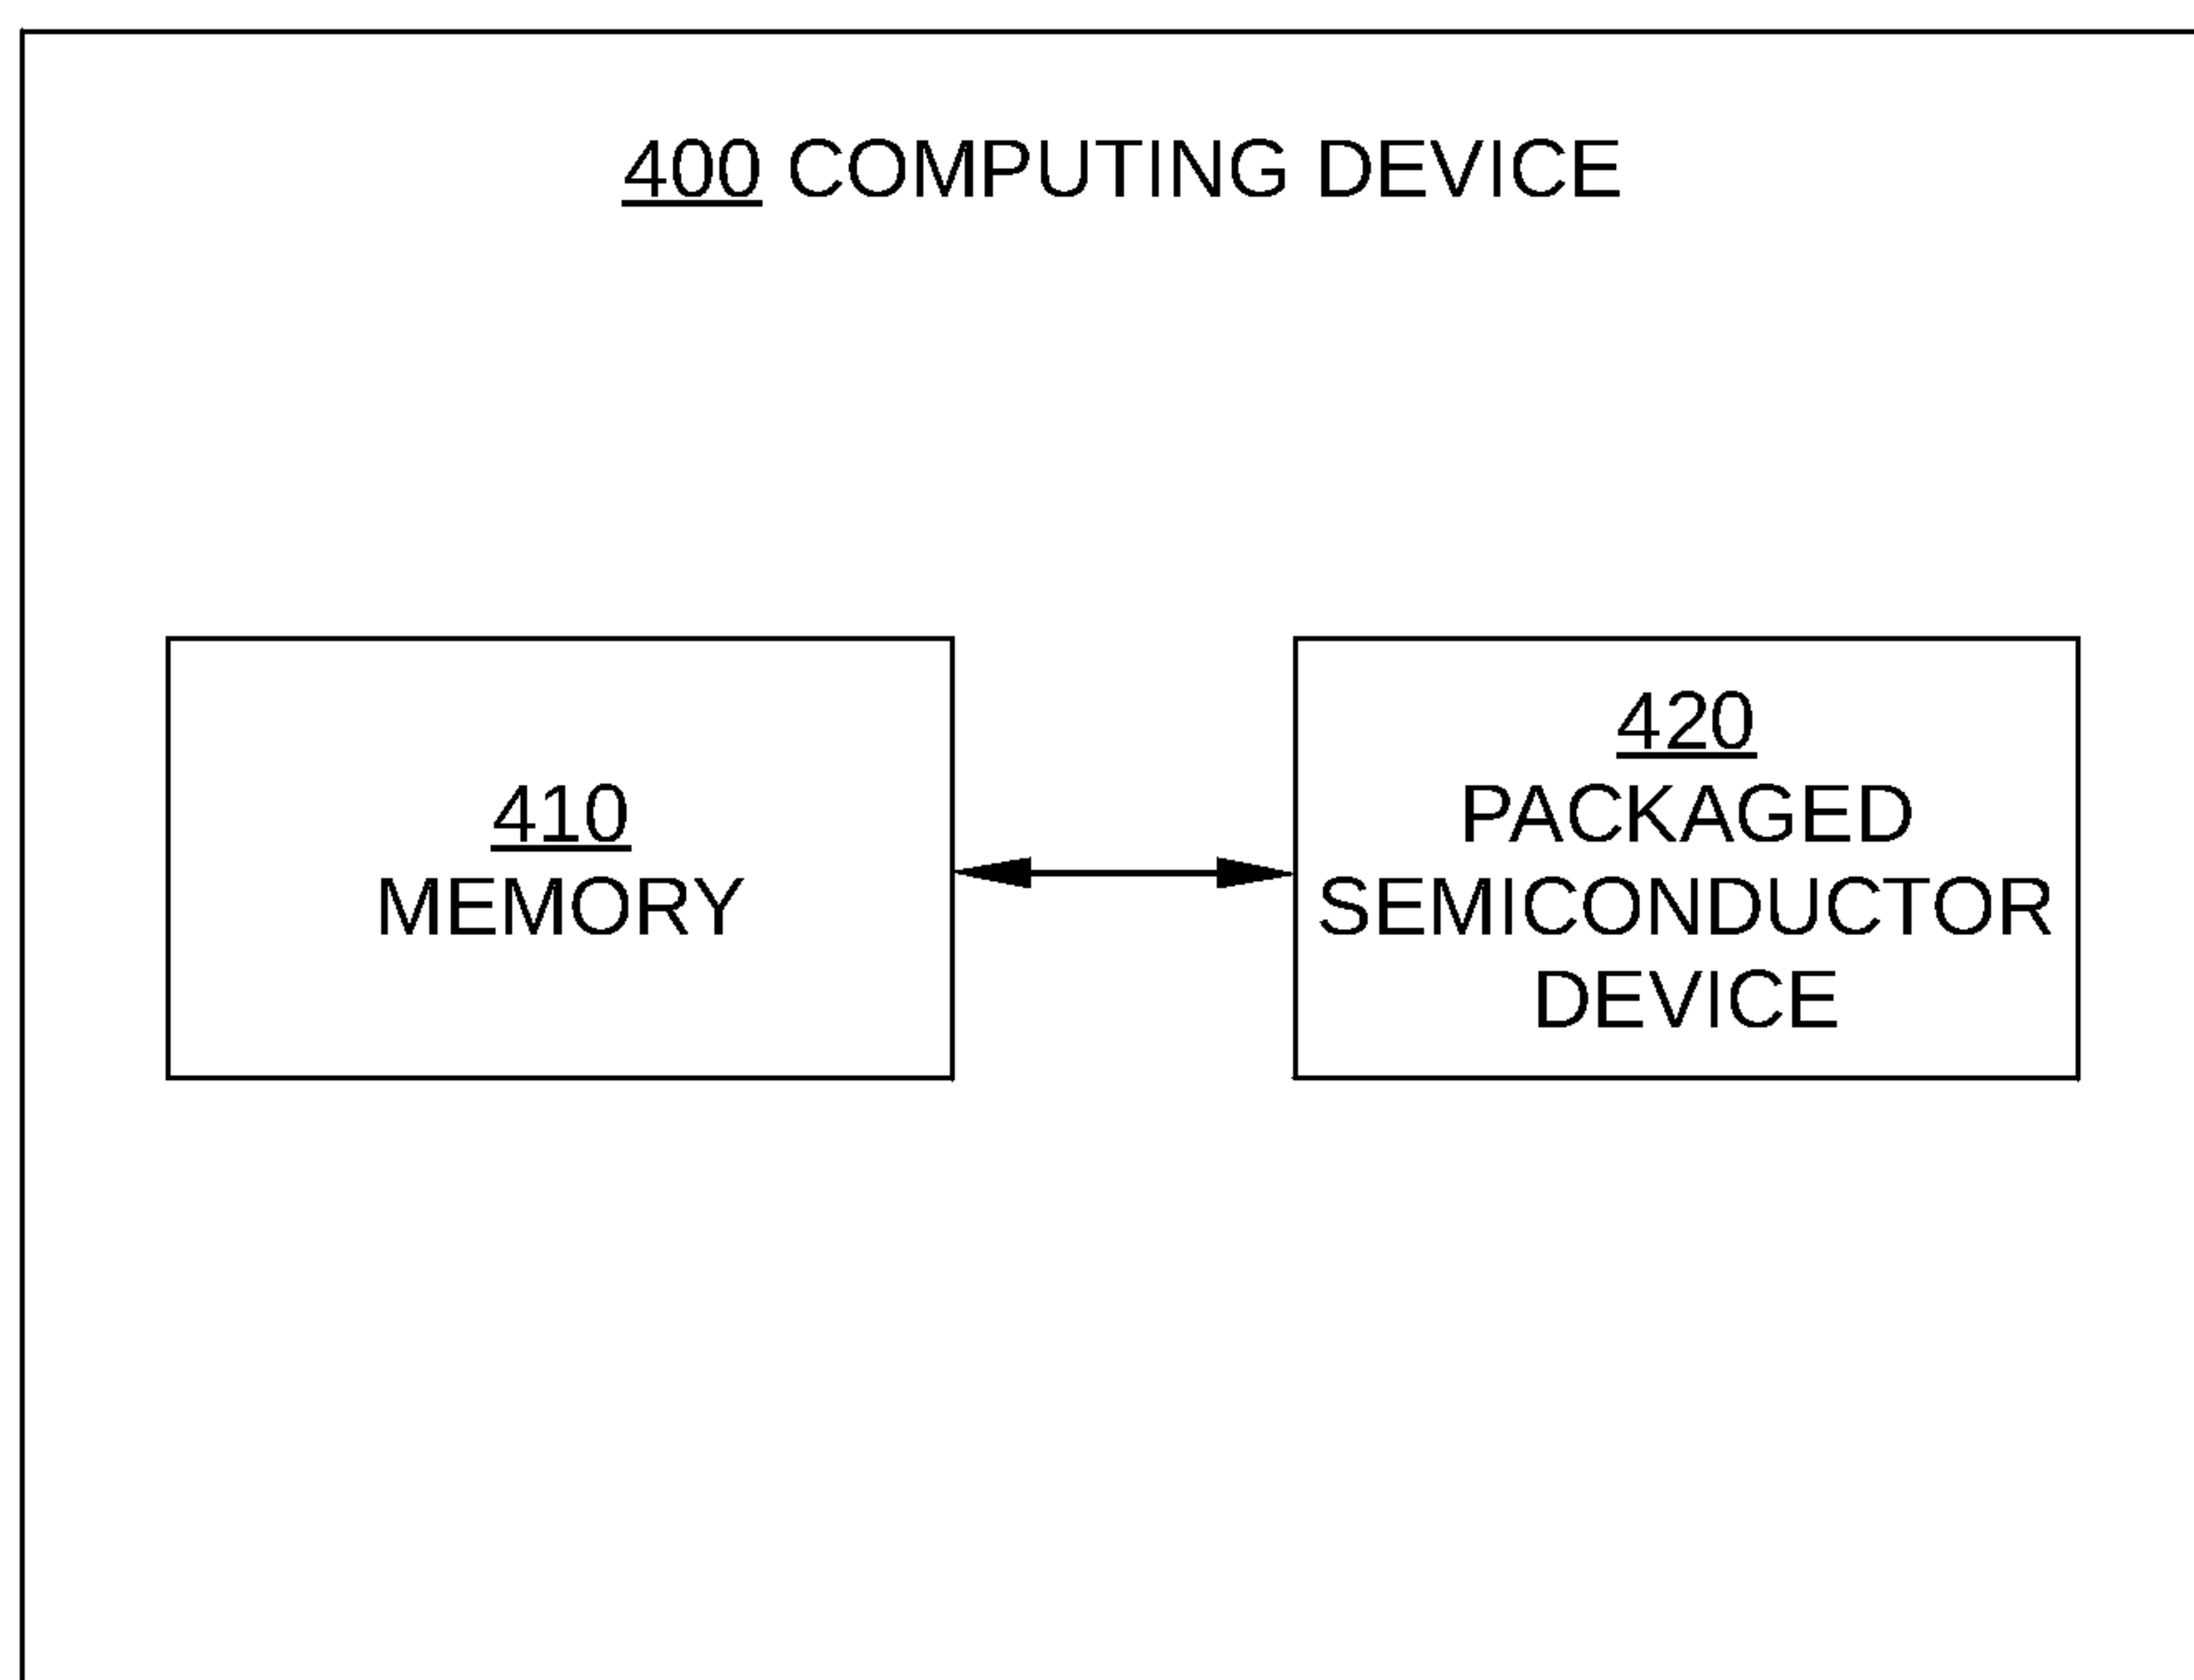 400 COMPUTING DEVICE
410
MEMORY
420
PACKAGED
SEMICONDUCTOR
DEVICE